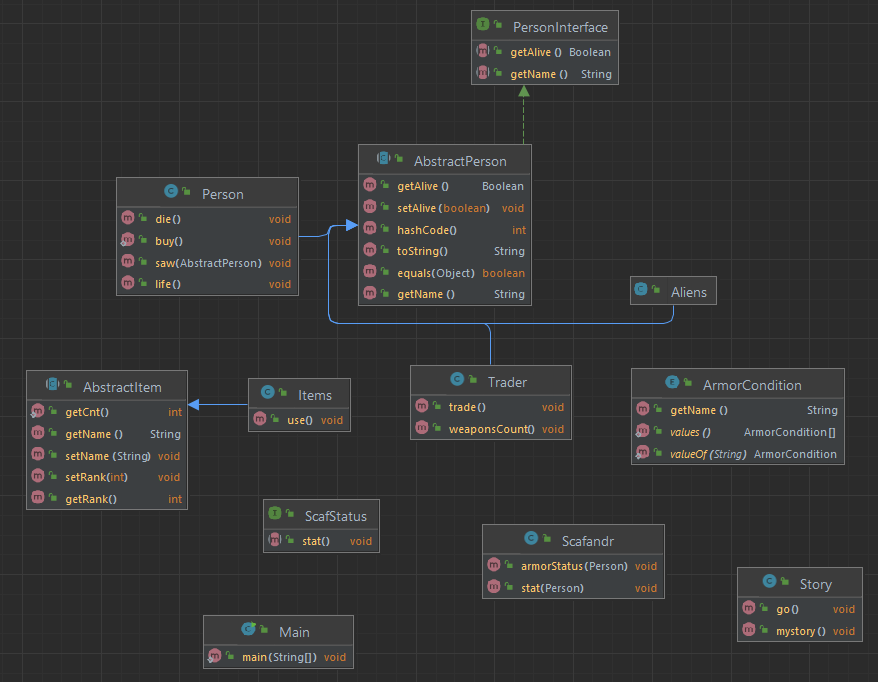 PersonInterface
getAlive () Boolean
getName () String
AbstractPerson
getAlive () Boolean
setAlive (boolean) void
hashCode() int
toString() String
equals(Object) boolean
getName () String
Person
die() void
buy() void
saw(AbstractPerson) void
life() void
Aliens
AbstractItem
getCnt() int
getName () String
setName (String) void
setRank(int) void
getRank() int
Items
use() void
Trader
trade() void
weaponsCount() void
ArmorCondition
getName () String
values () ArmorCondition[]
valueOf (String) ArmorCondition
ScafStatus
stat() void
Scafandr
armorStatus(Person) void
stat(Person) void
Story
go() void
mystory () void
Main
main(String[]) void